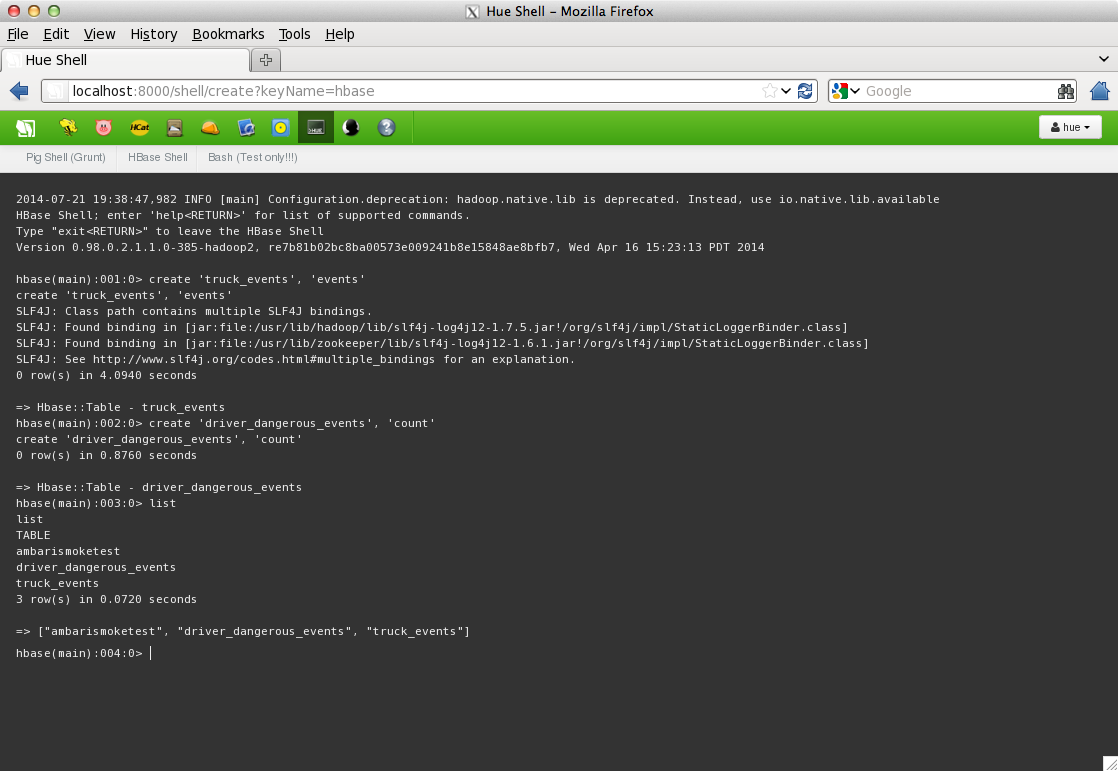 Hue Shell - Mozilla Firefox
File Edit View History Bookmarks Tools Help
Hue Shell
localhost:8000/shell/create?keyName=hbase
Google
HCat
hue
Pig Shell (Grunt) HBase Shell Bash (Test only!!!)
2014-07-21 19:38:47,982 INFO [main] Configuration.deprecation: hadoop.native.lib is deprecated. Instead, use io.native.lib.available
HBase Shell; enter 'help<RETURN>' for list of supported commands.
Type "exit<RETURN>" to leave the HBase Shell
Version 0.98.0.2.1.1.0-385-hadoop2, re7b81b02bc8ba00573e009241b8e15848ae8bfb7, Wed Apr 16 15:23:13 PDT 2014
hbase(main):001:0> create 'truck_events', 'events'
create 'truck_events', 'events'
SLF4J: Class path contains multiple SLF4J bindings.
SLF4J: Found binding in [jar:file:/usr/lib/hadoop/lib/slf4j-log4j12-1.7.5.jar!/org/slf4j/impl/StaticLoggerBinder.class]
SLF4J: Found binding in [jar:file:/usr/lib/zookeeper/lib/slf4j-log4j12-1.6.1.jar!/org/slf4j/impl/StaticLoggerBinder.class]
SLF4J: See http://www.slf4j.org/codes.html#multiple_bindings for an explanation.
0 row(s) in 4.0940 seconds
=> Hbase::Table - truck_events
hbase(main):002:0> create 'driver_dangerous_events', 'count'
create 'driver_dangerous_events', 'count'
0 row(s) in 0.8760 seconds
=> Hbase::Table - driver_dangerous_events
hbase(main):003:0> list
list
TABLE
ambarismoketest
driver_dangerous_events
truck_events
3 row(s) in 0.0720 seconds
=> ["ambarismoketest", "driver_dangerous_events", "truck_events"]
hbase(main):004:0>